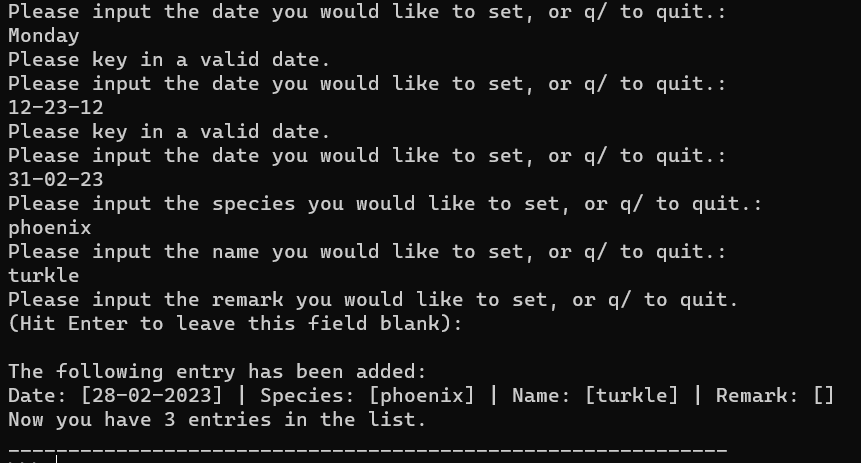 Please input the date you would like to set, or q/ to quit.:
Monday
Please key in a valid date.
Please input the date you would like to set, or q/ to quit.:
12-23-12
Please key in a valid date.
Please input the date you would like to set, or q/ to quit.:
31-02-23
Please input the species you would like to set, or q/ to quit.:
phoenix
Please input the name you would like to set, or q/ to quit.:
turkle
Please input the remark you would like to set, or q/ to quit.
(Hit Enter to leave this field blank):
The following entry has been added:
Date: [28-02-2023] | Species: [phoenix] | Name: [turkle] | Remark: []
Now you have 3 entries in the list.
____________________________________________________________